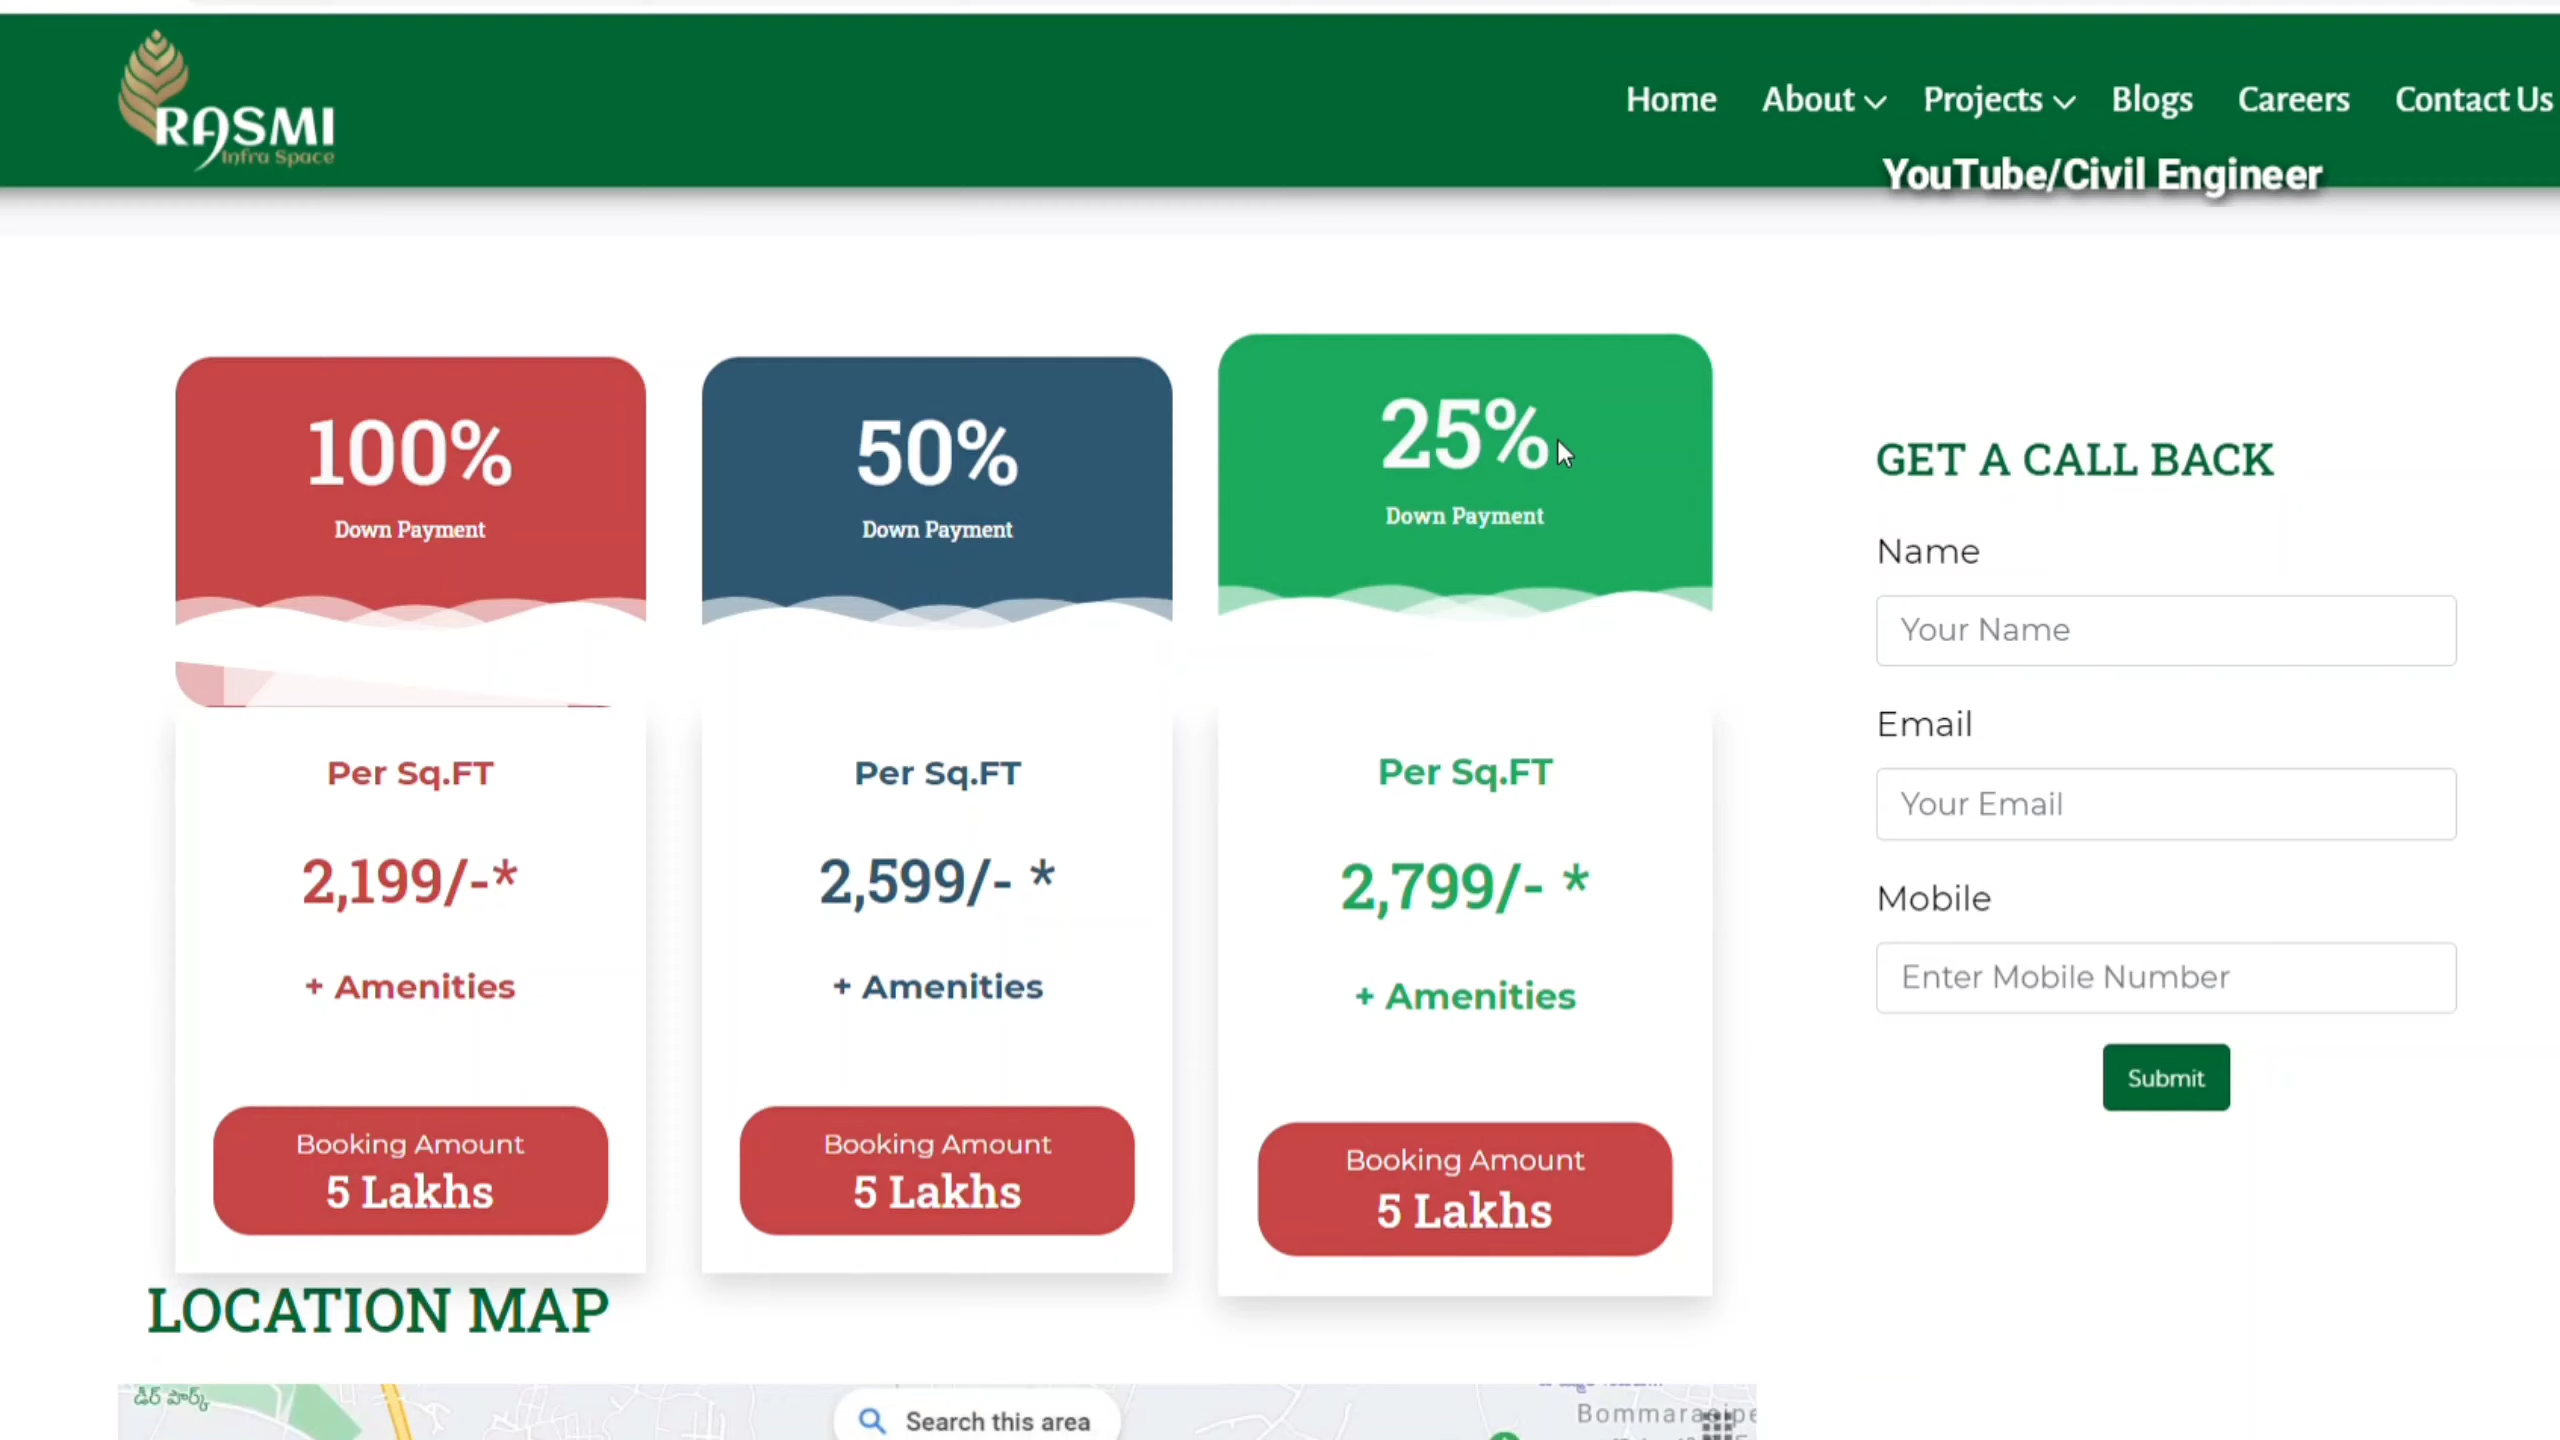 RASMI
Infra Space
Home
About
Projects
Blogs
Careers
Contact Us
YouTube/Civil Engineer
100%
Down Payment
Per Sq.FT
2,199/-*
+ Amenities
Booking Amount
5 Lakhs
50%
Down Payment
Per Sq.FT
2,599/- *
+ Amenities
Booking Amount
5 Lakhs
25%
Down Payment
Per Sq.FT
2,799/- *
+ Amenities
Booking Amount
5 Lakhs
GET A CALL BACK
Name
Your Name
Email
Your Email
Mobile
Enter Mobile Number
Submit
LOCATION MAP
డీర్ పార్క్
Search this area